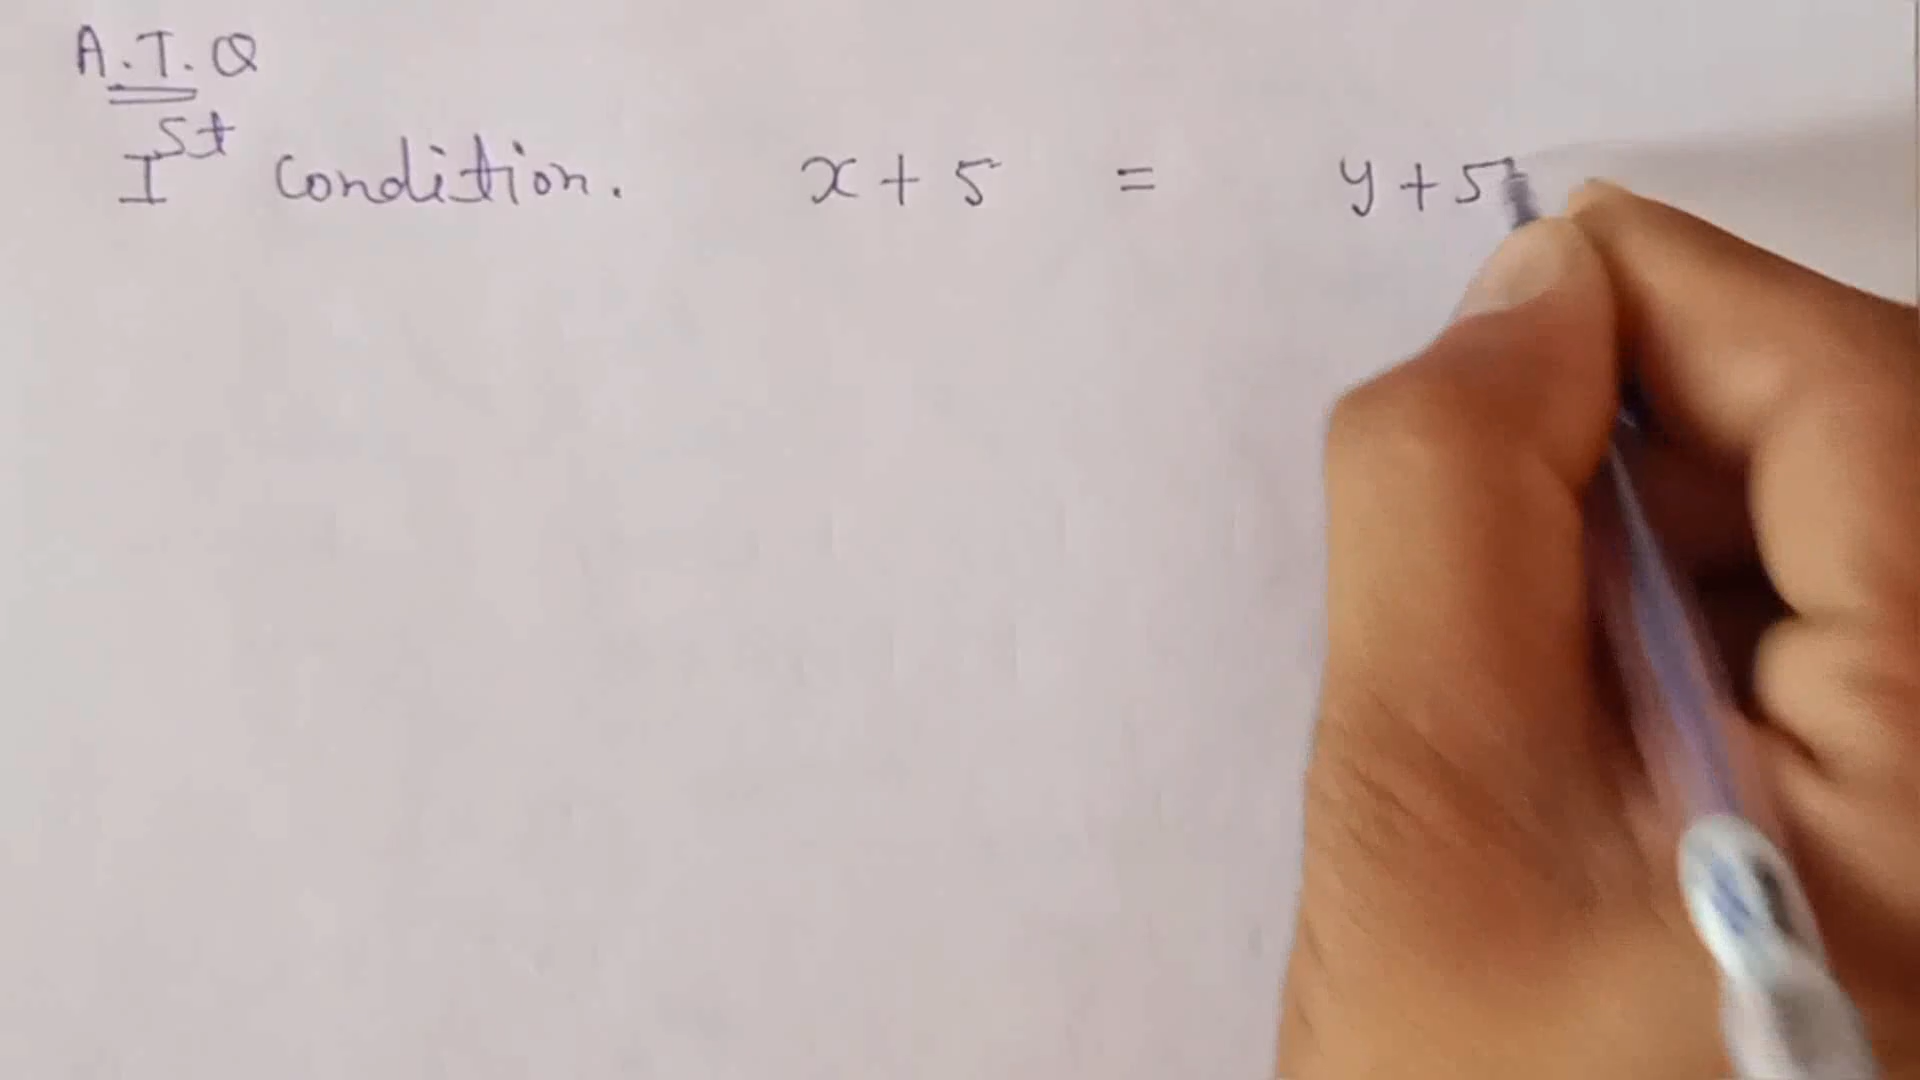 A.T.Q
Ist condition. x + 5 = y + 5